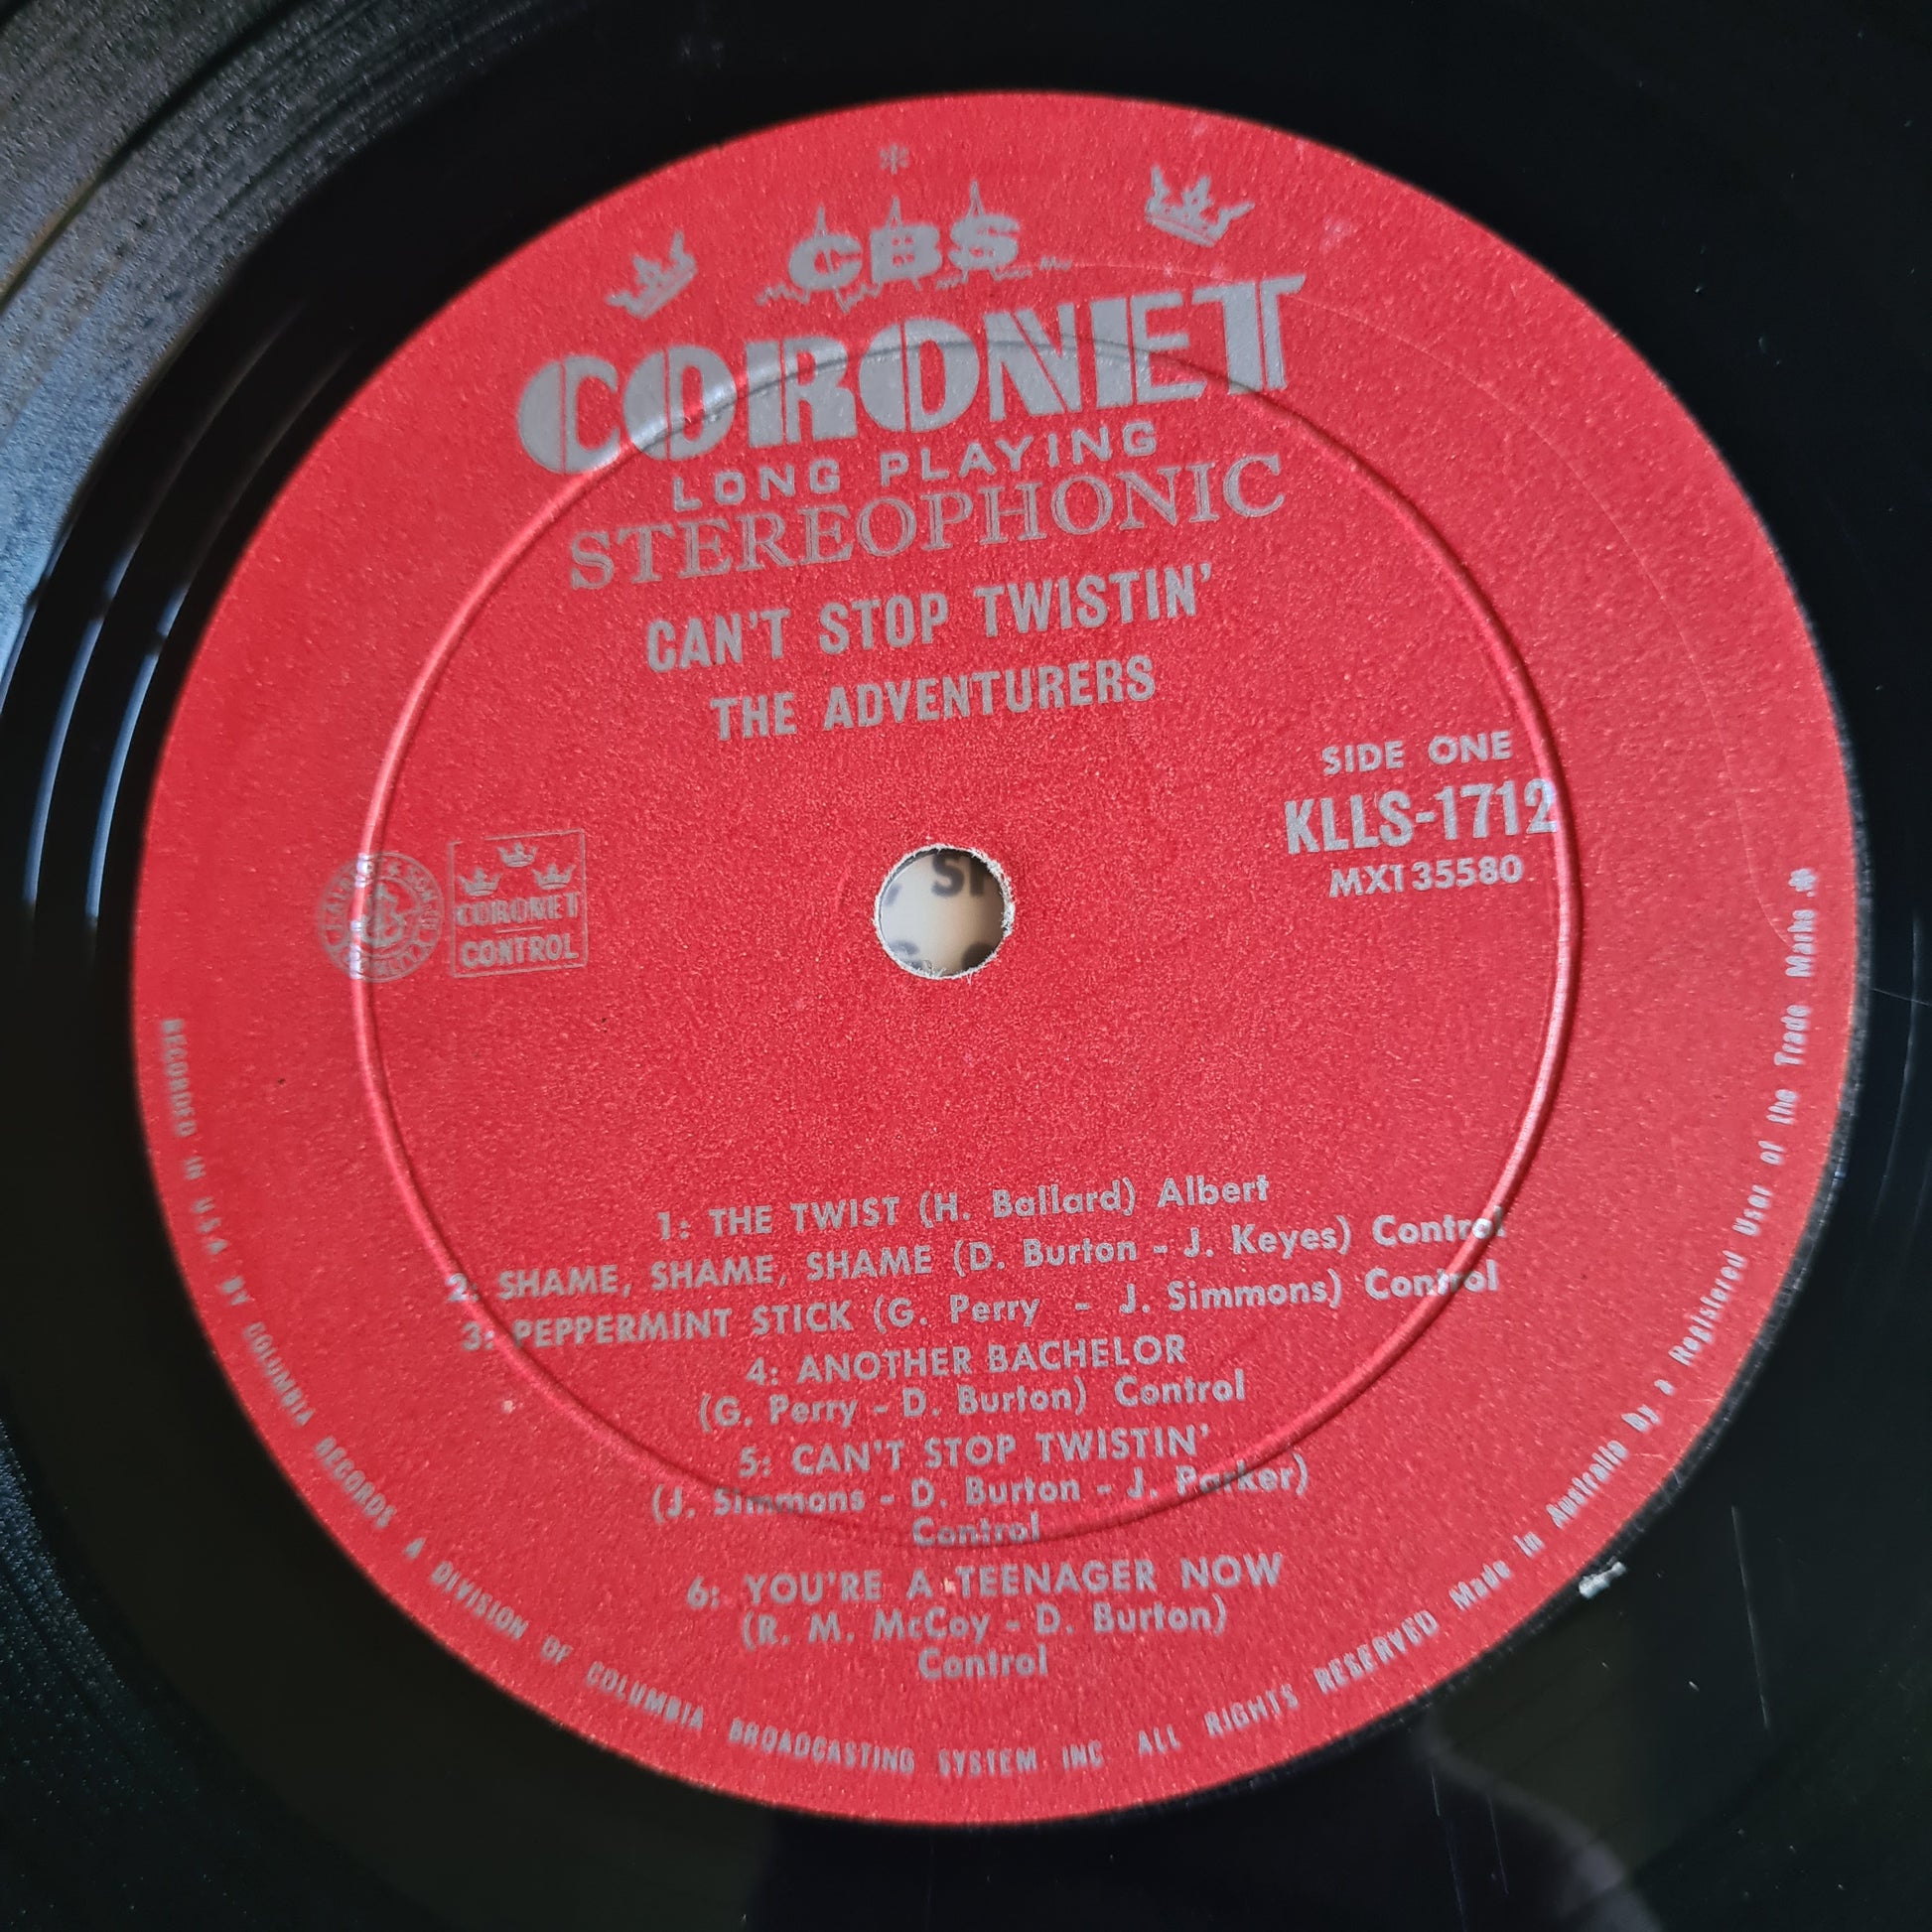 CBS
CORONET
LONG PLAYING
STEREOPHONIC
CAN'T STOP TWISTIN'
THE ADVENTURERS
SIDE ONE
KLLS-1712
MX135580
CORONET
CONTROL
1: THE TWIST (H. Ballard) Albert
2: SHAME, SHAME, SHAME (D. Burton - J. Keyes) Control
3: PEPPERMINT STICK (G. Perry - J. Simmons) Control
4: ANOTHER BACHELOR
(G. Perry - D. Burton) Control
5: CAN'T STOP TWISTIN'
(J. Simmons - D. Burton - J. Parker)
Control
6: YOU'RE A TEENAGER NOW
(R. M. McCoy - D. Burton)
Control
RECORDED IN U.S.A. BY COLUMBIA RECORDS A DIVISION OF COLUMBIA BROADCASTING SYSTEM INC ALL RIGHTS RESERVED Made in Australia by a Registered User of the Trade Marks